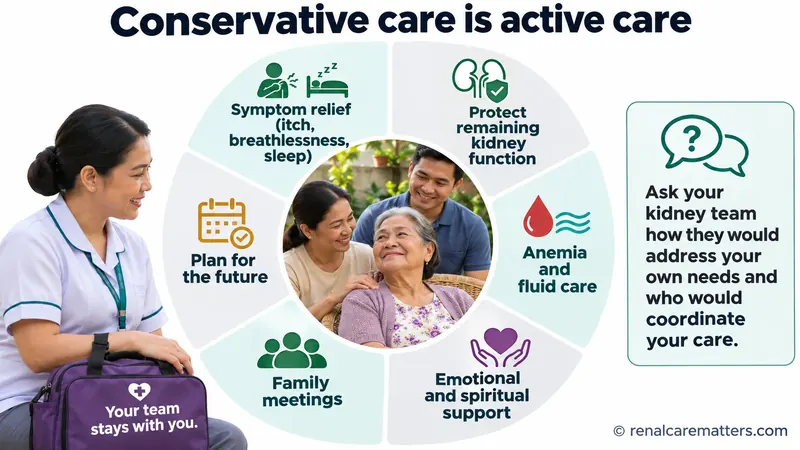 Conservative care is active care
z z z
Symptom relief
(itch,
breathlessness,
sleep)
Protect
remaining
kidney
function
Plan for
the future
Anemia
and
fluid care
Family
meetings
Emotional
and spiritual
support
Your team
stays with you.
?
Ask your
kidney team
how they would
address your
own needs and
who would
coordinate
your care.
© renalcarematters.com